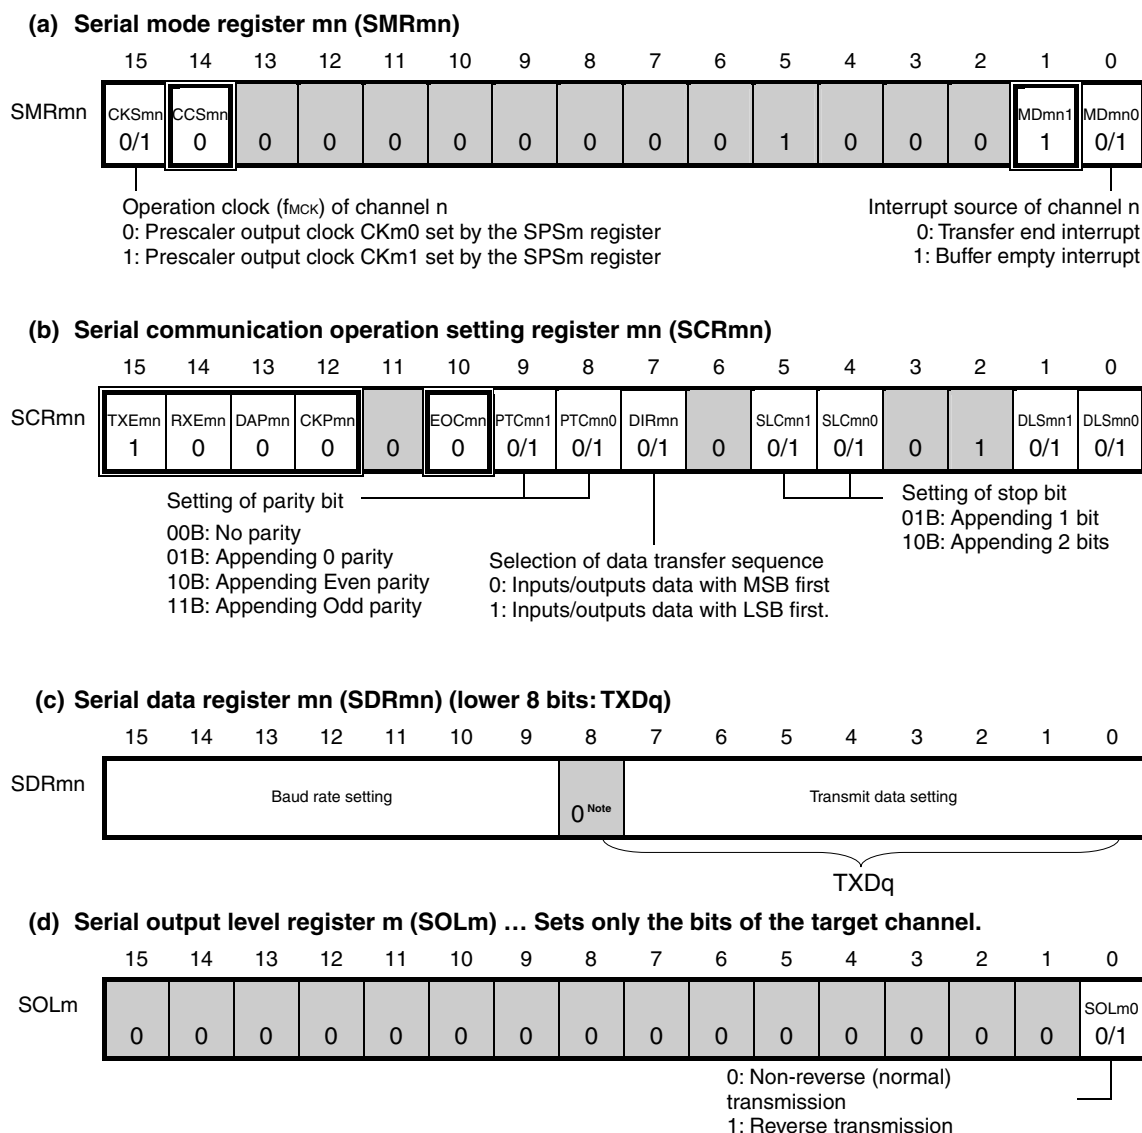 (a) Serial mode register mn (SMRmn)
15 14 13 12 11 10 9 8 7 6 5 4 3 2 1 0
SMRmn
CKSmn CCSmn MDmn1 MDmn0
0/1 0 0 0 0 0 0 0 0 0 1 0 0 0 1 0/1
Operation clock (fMCK) of channel n
0: Prescaler output clock CKm0 set by the SPSm register
1: Prescaler output clock CKm1 set by the SPSm register
Interrupt source of channel n
0: Transfer end interrupt
1: Buffer empty interrupt
(b) Serial communication operation setting register mn (SCRmn)
15 14 13 12 11 10 9 8 7 6 5 4 3 2 1 0
SCRmn
TXEmn RXEmn DAPmn CKPmn EOCmn PTCmn1 PTCmn0 DIRmn SLCmn1 SLCmn0 DLSmn1 DLSmn0
1 0 0 0 0 0 0/1 0/1 0/1 0 0/1 0/1 0 1 0/1 0/1
Setting of parity bit
00B: No parity
01B: Appending 0 parity
10B: Appending Even parity
11B: Appending Odd parity
Selection of data transfer sequence
0: Inputs/outputs data with MSB first
1: Inputs/outputs data with LSB first.
Setting of stop bit
01B: Appending 1 bit
10B: Appending 2 bits
(c) Serial data register mn (SDRmn) (lower 8 bits: TXDq)
15 14 13 12 11 10 9 8 7 6 5 4 3 2 1 0
SDRmn
Baud rate setting
0 Note
Transmit data setting
TXDq
(d) Serial output level register m (SOLm) … Sets only the bits of the target channel.
15 14 13 12 11 10 9 8 7 6 5 4 3 2 1 0
SOLm
SOLm0
0 0 0 0 0 0 0 0 0 0 0 0 0 0 0 0/1
0: Non-reverse (normal)
transmission
1: Reverse transmission